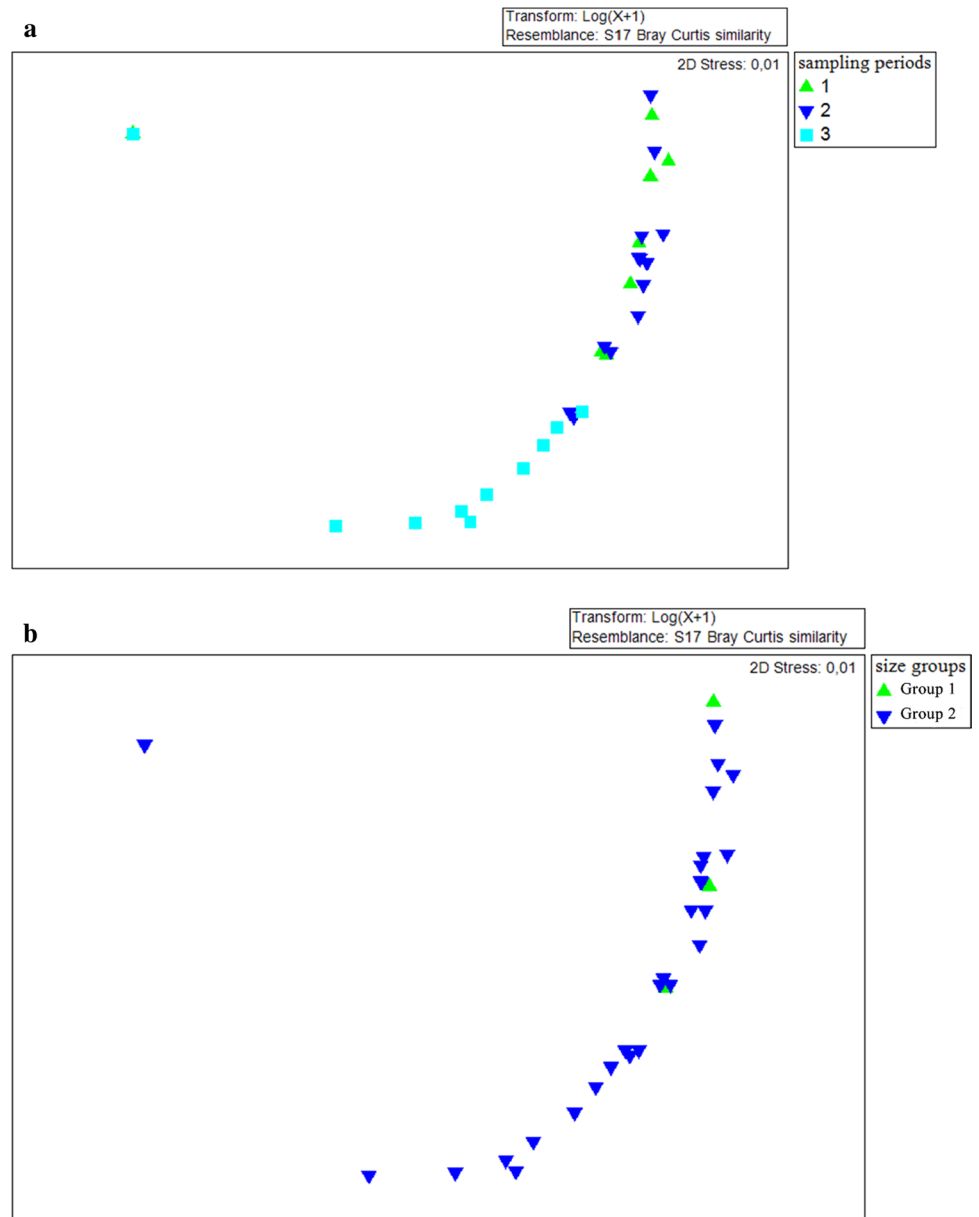 a
Transform: Log(X+1)
Resemblance: S17 Bray Curtis similarity
2D Stress: 0,01
sampling periods
1
2
3
b
Transform: Log(X+1)
Resemblance: S17 Bray Curtis similarity
2D Stress: 0,01
size groups
Group 1
Group 2